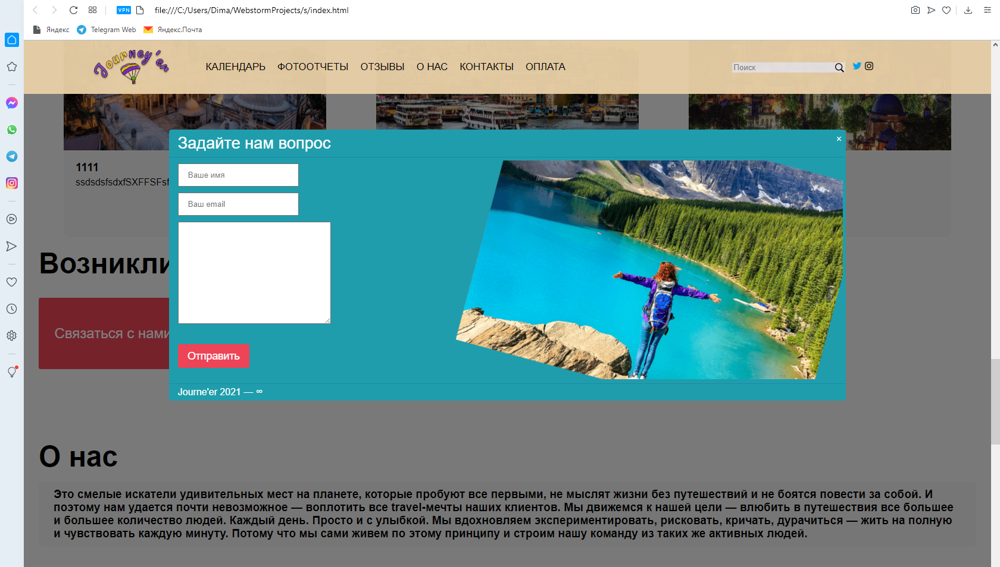 VPN
file:///C:/Users/Dima/WebstormProjects/s/index.html
Яндекс
Telegram Web
Яндекс.Почта
Journey'er
КАЛЕНДАРЬ ФОТООТЧЕТЫ ОТЗЫВЫ О НАС КОНТАКТЫ ОПЛАТА
Поиск
Задайте нам вопрос
×
1111
ssdsdsfsdxfSXFFSFsf
Ваше имя
Ваш email
Возникли
Связаться с нами
Отправить
Journe'er 2021 — ∞
О нас
Это смелые искатели удивительных мест на планете, которые пробуют все первыми, не мыслят жизни без путешествий и не боятся повести за собой. И
поэтому нам удается почти невозможное — воплотить все travel-мечты наших клиентов. Мы движемся к нашей цели — влюбить в путешествия все большее
и большее количество людей. Каждый день. Просто и с улыбкой. Мы вдохновляем экспериментировать, рисковать, кричать, дурачиться — жить на полную
и чувствовать каждую минуту. Потому что мы сами живем по этому принципу и строим нашу команду из таких же активных людей.